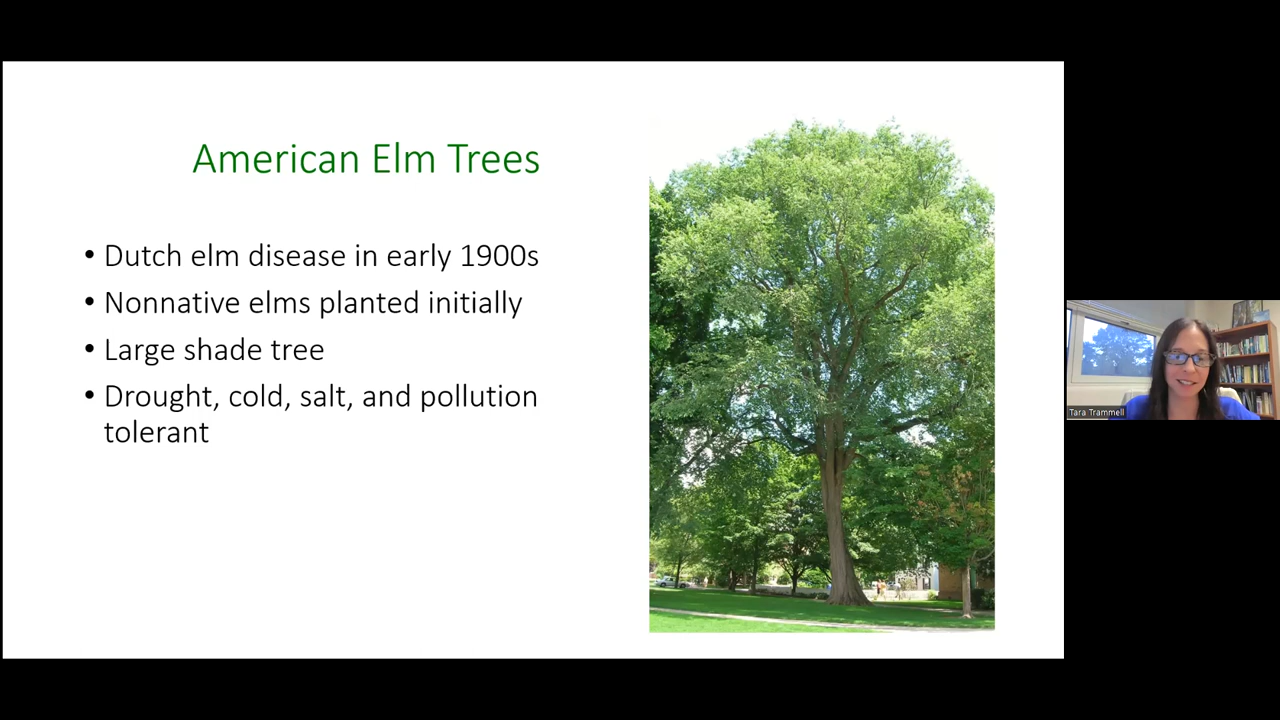 American Elm Trees
• Dutch elm disease in early 1900s
• Nonnative elms planted initially
• Large shade tree
• Drought, cold, salt, and pollution
tolerant
Tara Trammell